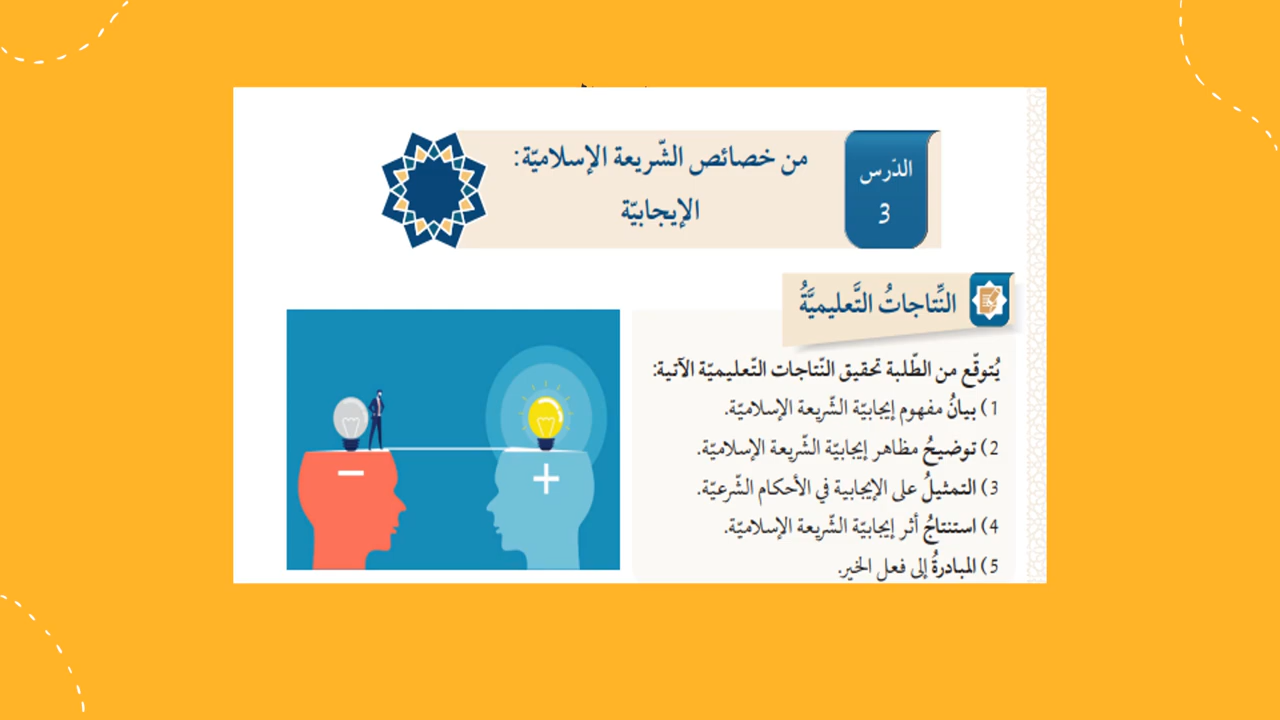 الدّرس
3
من خصائص الشّريعة الإسلاميّة:
الإيجابيّة
النِّتاجاتُ التَّعليميَّةُ
يُتوقّع من الطّلبة تحقيق النّتاجات التّعليميّة الآتية:
1) بيانُ مفهوم إيجابيّة الشّريعة الإسلاميّة.
2) توضيحُ مظاهر إيجابيّة الشّريعة الإسلاميّة.
3) التمثيلُ على الإيجابية في الأحكام الشّرعيّة.
4) استنتاجُ أثر إيجابيّة الشّريعة الإسلاميّة.
5) المبادرةُ إلى فعل الخير.